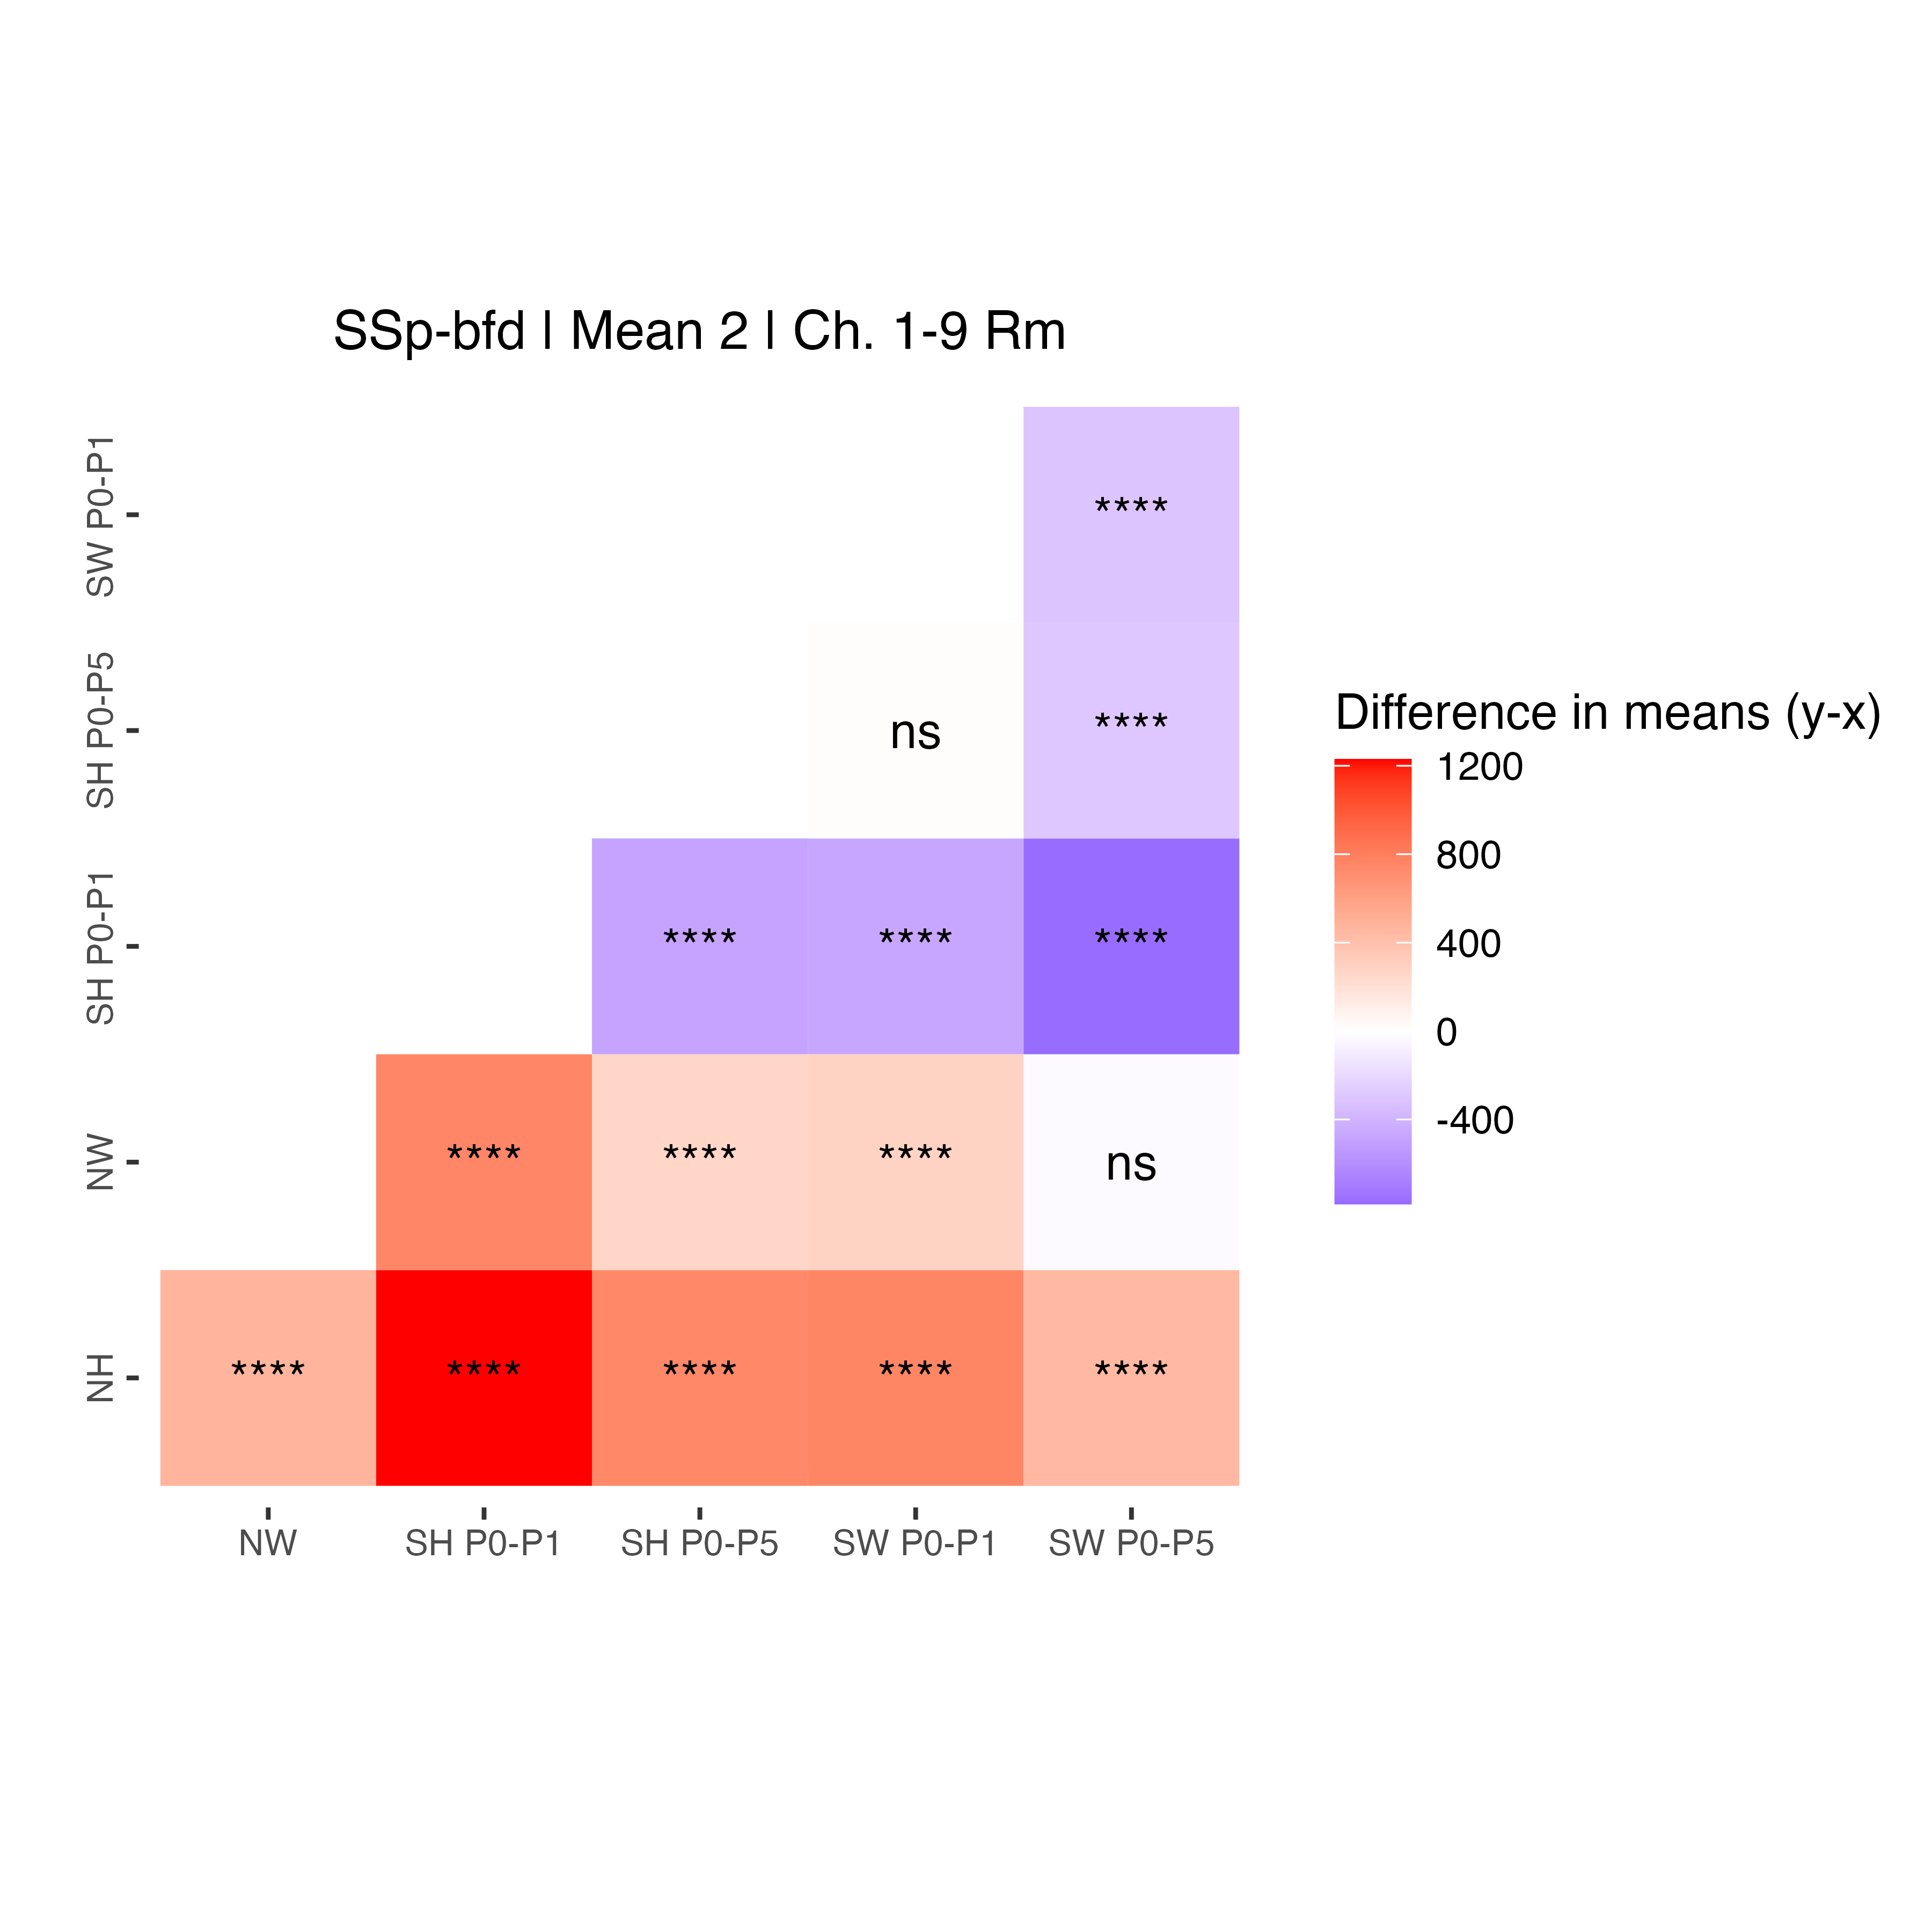 SSp-bfd | Mean 2 | Ch. 1-9 Rm
SW P0-P1
****
SH P0-P5
ns
****
SH P0-P1
****
****
****
NW
****
****
****
ns
NH
****
****
****
****
****
NW
SH P0-P1
SH P0-P5
SW P0-P1
SW P0-P5
Difference in means (y-x)
1200
800
400
0
-400